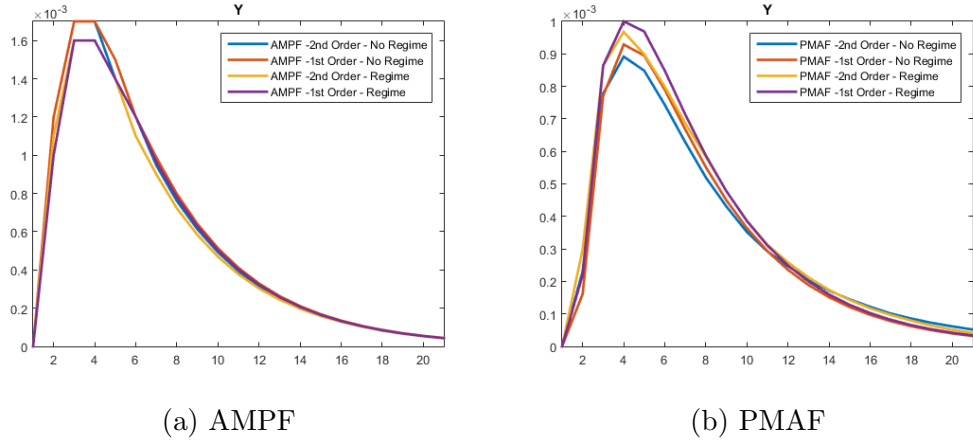 ×10⁻³
Y
1.6
1.4
1.2
1
0.8
0.6
0.4
0.2
0
2 4 6 8 10 12 14 16 18 20
AMPF -2nd Order - No Regime
AMPF -1st Order - No Regime
AMPF -2nd Order - Regime
AMPF -1st Order - Regime
(a) AMPF
×10⁻³
Y
1
0.9
0.8
0.7
0.6
0.5
0.4
0.3
0.2
0.1
0
2 4 6 8 10 12 14 16 18 20
PMAF -2nd Order - No Regime
PMAF -1st Order - No Regime
PMAF -2nd Order - Regime
PMAF -1st Order - Regime
(b) PMAF